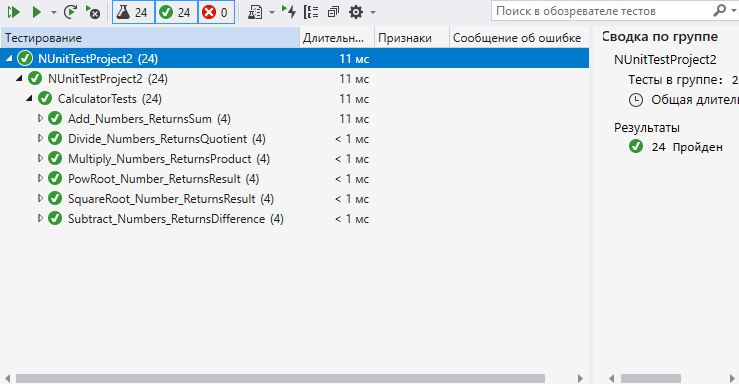 24 24 0 Поиск в обозревателе тестов
Тестирование Длительн... Признаки Сообщение об ошибке
NUnitTestProject2 (24) 11 мс
NUnitTestProject2 (24) 11 мс
CalculatorTests (24) 11 мс
Add_Numbers_ReturnsSum (4) 11 мс
Divide_Numbers_ReturnsQuotient (4) < 1 мс
Multiply_Numbers_ReturnsProduct (4) < 1 мс
PowRoot_Number_ReturnsResult (4) < 1 мс
SquareRoot_Number_ReturnsResult (4) < 1 мс
Subtract_Numbers_ReturnsDifference (4) < 1 мс
Сводка по группе
NUnitTestProject2
Тесты в группе: 2
Общая длители
Результаты
24 Пройден